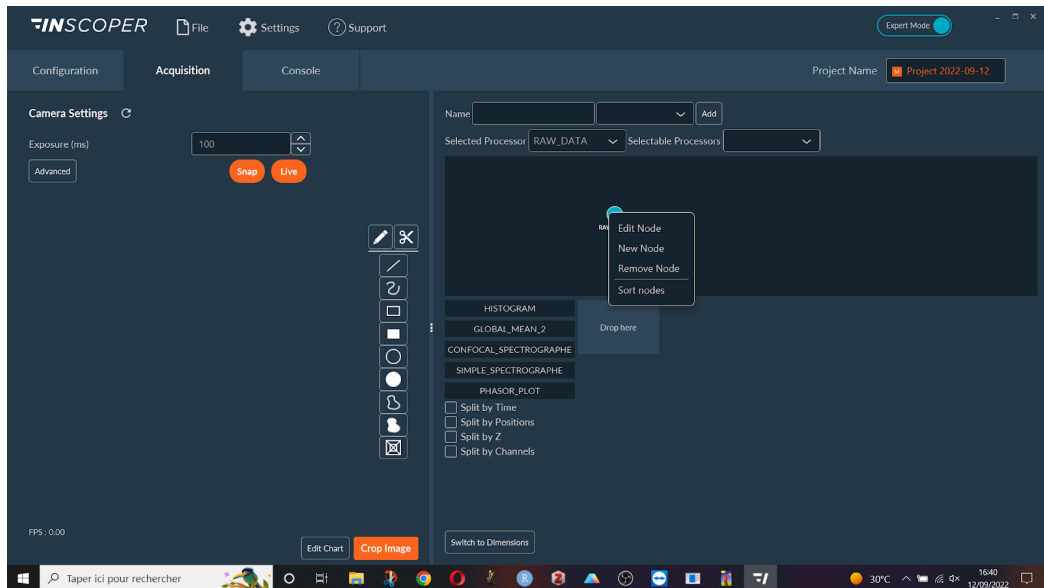 INSCOPER
File
Settings
Support
Expert Mode
Configuration
Acquisition
Console
Project Name
M Project 2022-09-12
Camera Settings
Exposure (ms)
100
Advanced
Snap
Live
FPS : 0.00
Edit Chart
Crop Image
Name
Add
Selected Processor
RAW_DATA
Selectable Processors
Edit Node
New Node
Remove Node
Sort nodes
HISTOGRAM
GLOBAL_MEAN_2
CONFOCAL_SPECTROGRAPHE
SIMPLE_SPECTROGRAPHE
PHASOR_PLOT
Drop here
Split by Time
Split by Positions
Split by Z
Split by Channels
Switch to Dimensions
Taper ici pour rechercher
30°C
16:40
12/09/2022